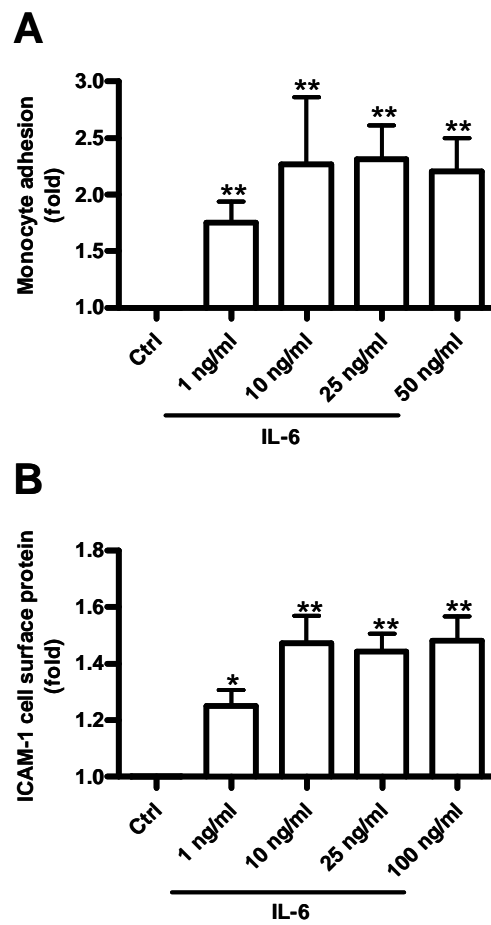 A
Monocyte adhesion
(fold)
3.0
2.5
2.0
1.5
1.0
**
**
**
**
Ctrl
1 ng/ml
10 ng/ml
25 ng/ml
50 ng/ml
IL-6
B
ICAM-1 cell surface protein
(fold)
1.8
1.6
1.4
1.2
1.0
*
**
**
**
Ctrl
1 ng/ml
10 ng/ml
25 ng/ml
100 ng/ml
IL-6